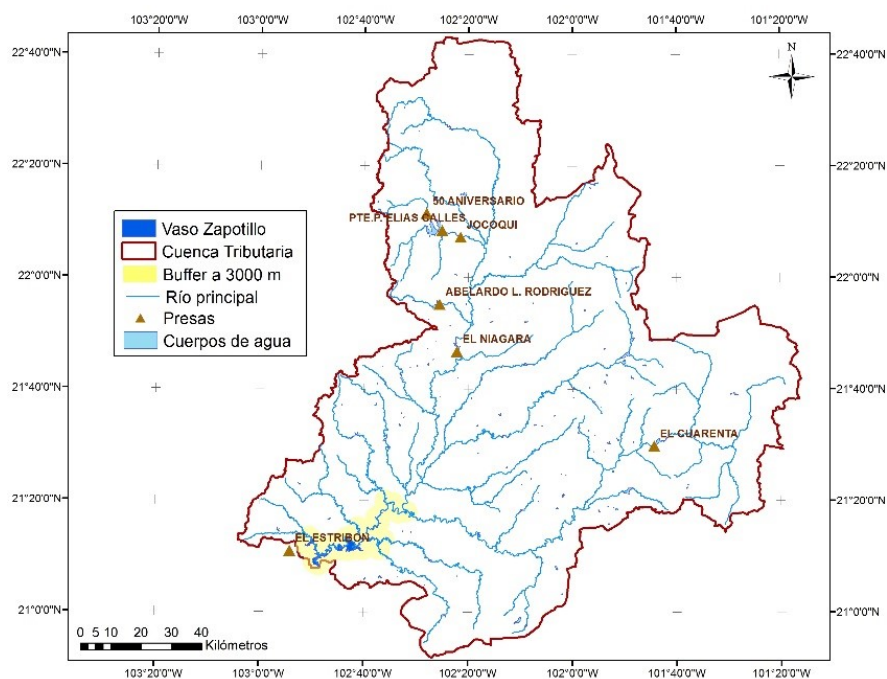 103°20'0"W 103°0'0"W 102°40'0"W 102°20'0"W 102°0'0"W 101°40'0"W 101°20'0"W
22°40'0"N
22°40'0"N
N
22°20'0"N
22°20'0"N
50 ANIVERSARIO
PTE.P. ELIAS CALLES
JOCOQUI
Vaso Zapotillo
Cuenca Tributaria
Buffer a 3000 m
Río principal
Presas
Cuerpos de agua
22°0'0"N
22°0'0"N
ABELARDO L. RODRIGUEZ
EL NIAGARA
21°40'0"N
21°40'0"N
EL CUARENTA
21°20'0"N
21°20'0"N
EL ESTRIBON
21°0'0"N
21°0'0"N
0 5 10 20 30 40
Kilómetros
103°20'0"W 103°0'0"W 102°40'0"W 102°20'0"W 102°0'0"W 101°40'0"W 101°20'0"W